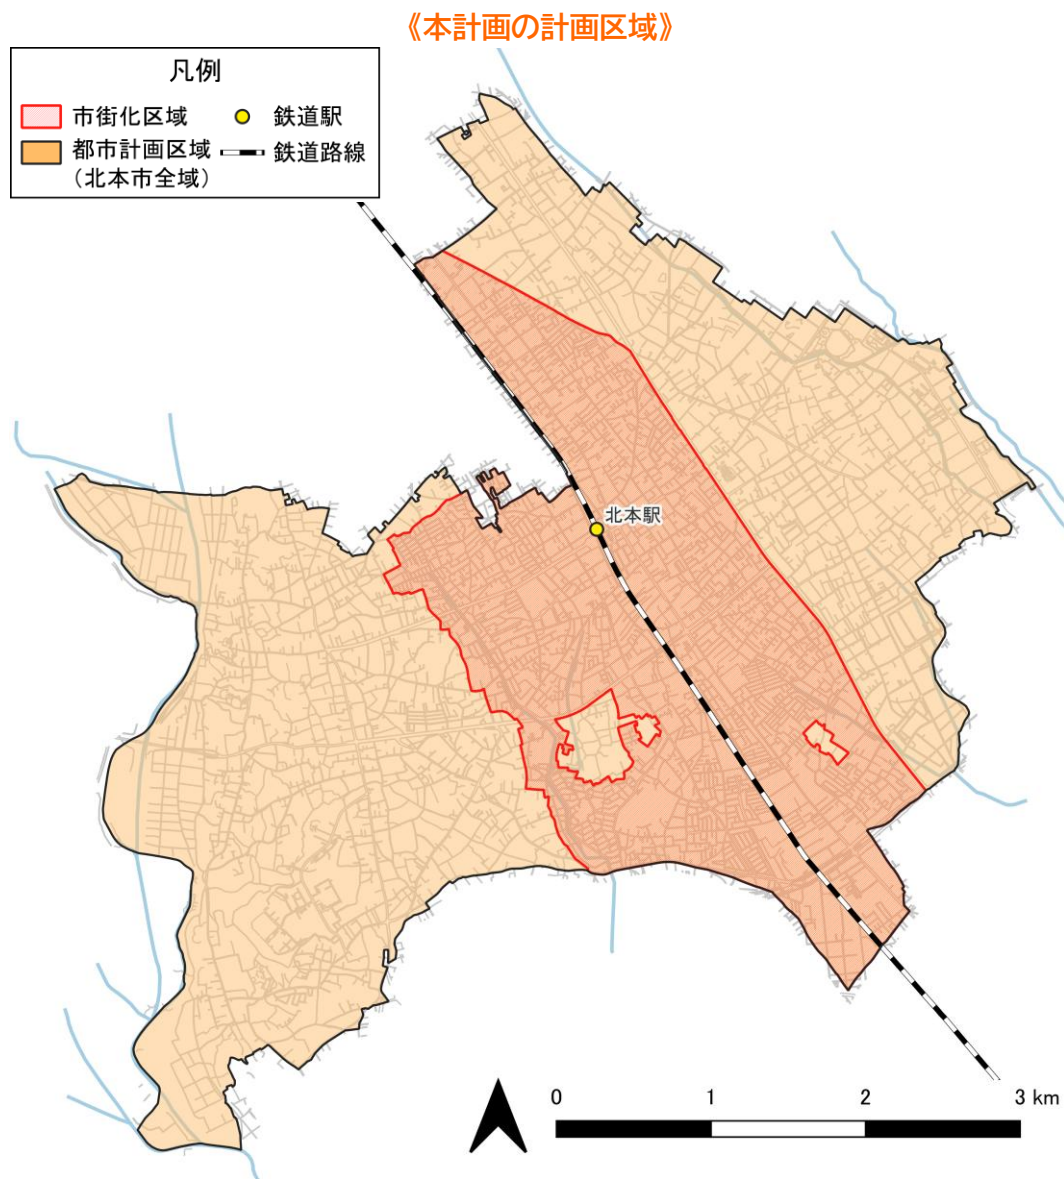 《本計画の計画区域》
凡例
市街化区域
鉄道駅
都市計画区域
（北本市全域）
鉄道路線
北本駅
0 1 2 3 km